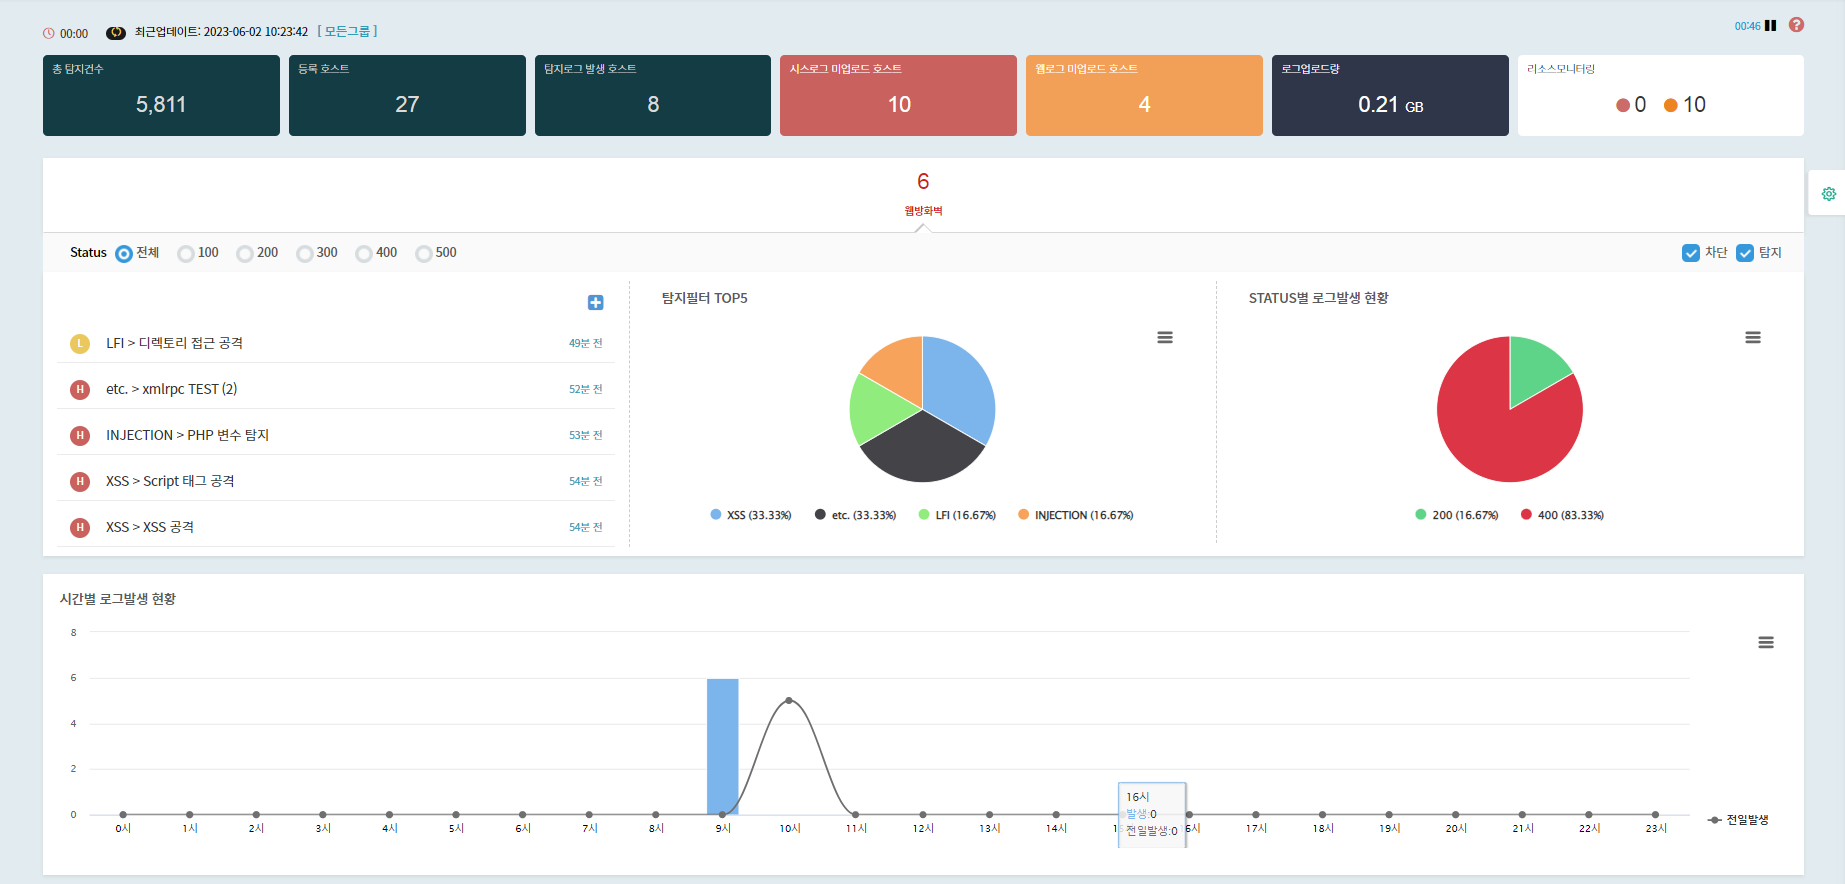 00:00 최근업데이트: 2023-06-02 10:23:42 [ 모든그룹 ]
00:46
총 탐지건수
5,811
등록 호스트
27
탐지로그 발생 호스트
8
시스로그 미업로드 호스트
10
웹로그 미업로드 호스트
4
로그업로드량
0.21 GB
리소스모니터링
0 10
6
웹방화벽
Status 전체 100 200 300 400 500
차단 탐지
L LFI > 디렉토리 접근 공격 49분 전
H etc. > xmlrpc TEST (2) 52분 전
H INJECTION > PHP 변수 탐지 53분 전
H XSS > Script 태그 공격 54분 전
H XSS > XSS 공격 54분 전
탐지필터 TOP5
XSS (33.33%) etc. (33.33%) LFI (16.67%) INJECTION (16.67%)
STATUS별 로그발생 현황
200 (16.67%) 400 (83.33%)
시간별 로그발생 현황
8
6
4
2
0
0시 1시 2시 3시 4시 5시 6시 7시 8시 9시 10시 11시 12시 13시 14시 17시 18시 19시 20시 21시 22시 23시
16시
발생:0
전일발생:0
전일발생